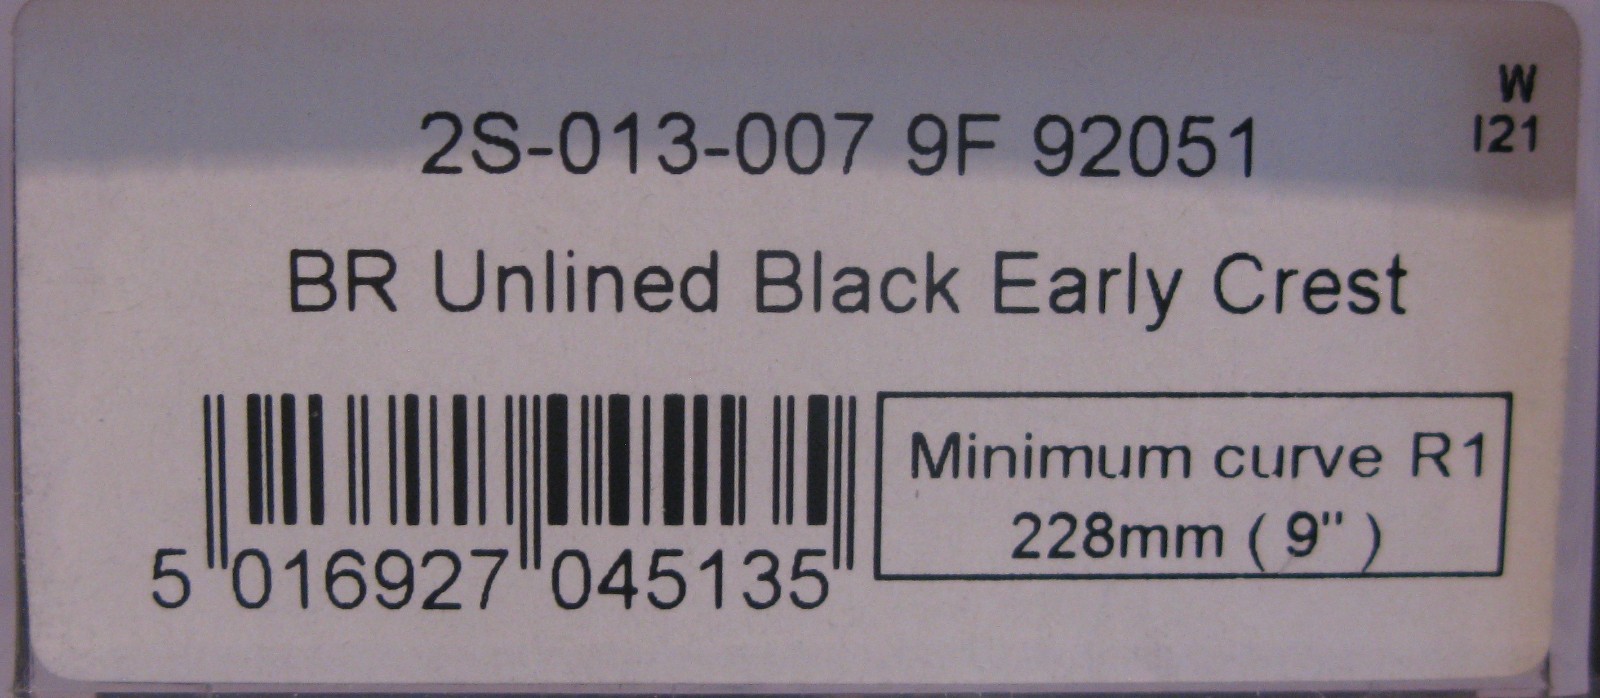 W
I21
2S-013-007 9F 92051
BR Unlined Black Early Crest
Minimum curve R1
228mm ( 9" )
5 016927 045135